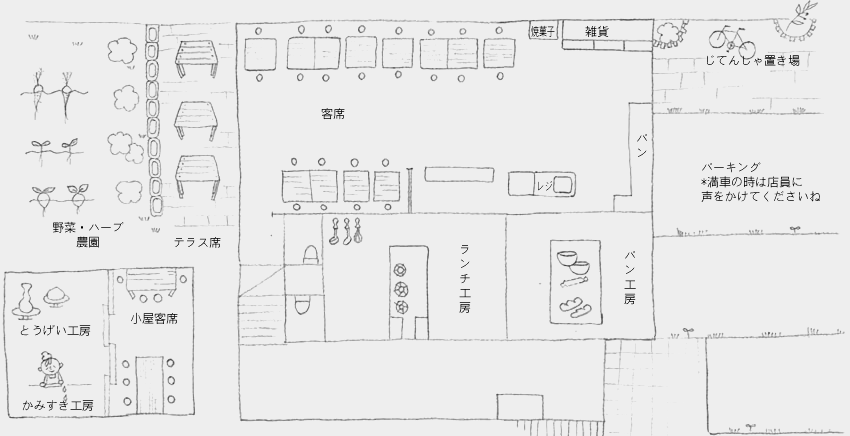 焼菓子
雑貨
じてんしゃ置き場
客席
パン
パーキング
*満車の時は店員に
声をかけてくださいね
レジ
野菜・ハーブ
農園
テラス席
ランチ工房
パン工房
とうげい工房
小屋客席
かみすき工房